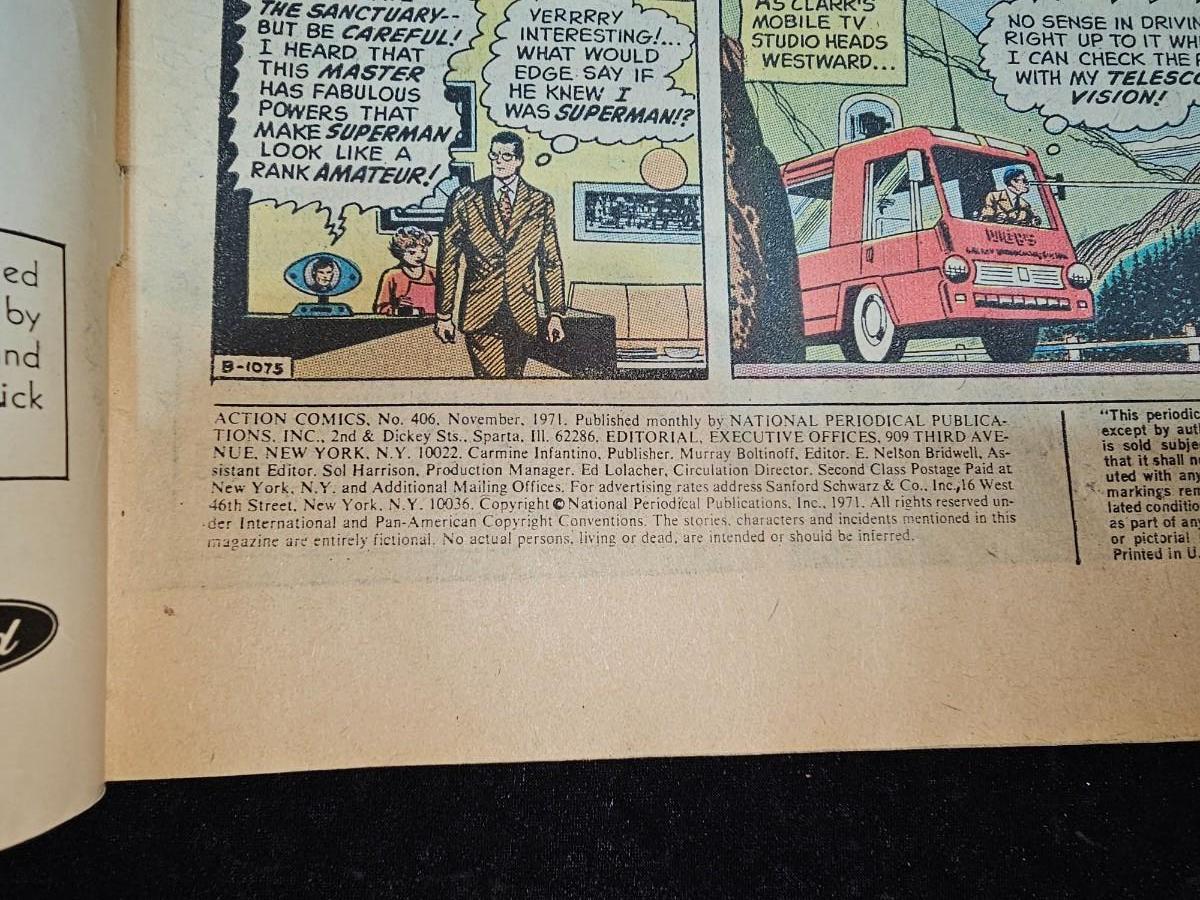 THE SANCTUARY--
BUT BE CAREFUL!
I HEARD THAT
THIS MASTER
HAS FABULOUS
POWERS THAT
MAKE SUPERMAN
LOOK LIKE A
RANK AMATEUR!
VERRRRY
INTERESTING!...
WHAT WOULD
EDGE SAY IF
HE KNEW I
WAS SUPERMAN!?
B-1075
AS CLARK'S
MOBILE TV
STUDIO HEADS
WESTWARD...
NO SENSE IN DRIVIN
RIGHT UP TO IT WH
I CAN CHECK THE
WITH MY TELESC
VISION!
ed
by
nd
ick
ACTION COMICS, No. 406, November, 1971. Published monthly by NATIONAL PERIODICAL PUBLICA-
TIONS, INC., 2nd & Dickey Sts., Sparta, Ill. 62286, EDITORIAL, EXECUTIVE OFFICES, 909 THIRD AVE-
NUE, NEW YORK, N.Y. 10022. Carmine Infantino, Publisher. Murray Boltinoff, Editor. E. Nelson Bridwell, As-
sistant Editor. Sol Harrison, Production Manager. Ed Lolacher, Circulation Director. Second Class Postage Paid at
New York, N.Y. and Additional Mailing Offices. For advertising rates address Sanford Schwarz & Co., Inc., 16 West
46th Street, New York, N.Y. 10036. Copyright © National Periodical Publications, Inc., 1971. All rights reserved un-
der International and Pan-American Copyright Conventions. The stories, characters and incidents mentioned in this
magazine are entirely fictional. No actual persons, living or dead, are intended or should be inferred.
"This periodic
except by auth
is sold subje
that it shall no
uted with any
markings rem
lated conditio
as part of any
or pictorial
Printed in U.